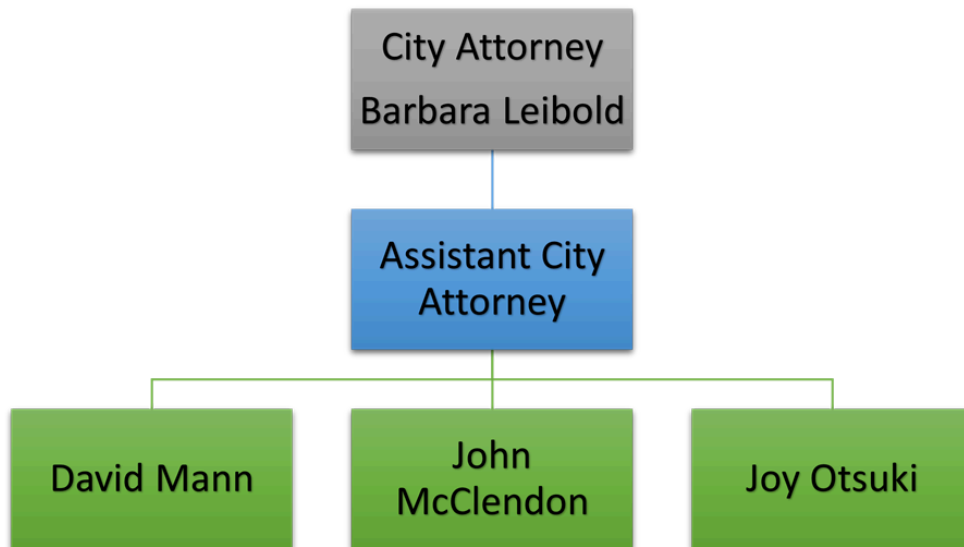 City Attorney
Barbara Leibold
Assistant City
Attorney
David Mann
John
McClendon
Joy Otsuki